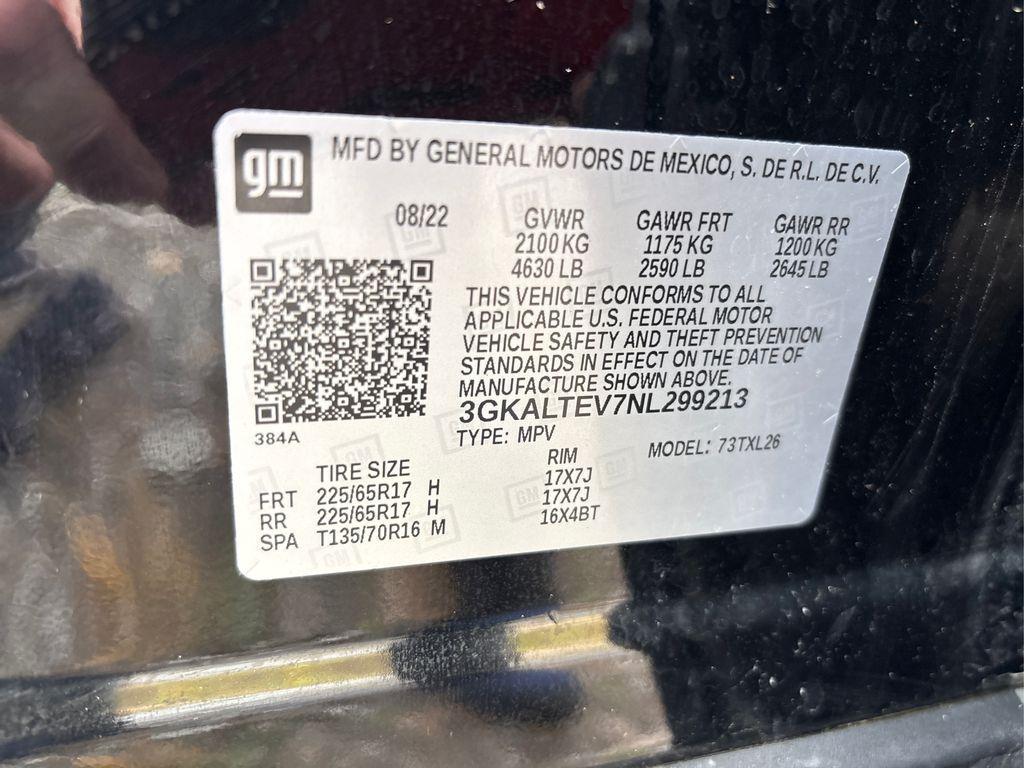 gm MFD BY GENERAL MOTORS DE MEXICO, S. DE R.L. DE C.V.
08/22 GVWR GAWR FRT GAWR RR
2100 KG 1175 KG 1200 KG
4630 LB 2590 LB 2645 LB
THIS VEHICLE CONFORMS TO ALL
APPLICABLE U.S. FEDERAL MOTOR
VEHICLE SAFETY AND THEFT PREVENTION
STANDARDS IN EFFECT ON THE DATE OF
MANUFACTURE SHOWN ABOVE.
3GKALTEV7NL299213
384A TYPE: MPV MODEL: 73TXL26
TIRE SIZE RIM
FRT 225/65R17 H 17X7J
RR 225/65R17 H 17X7J
SPA T135/70R16 M 16X4BT